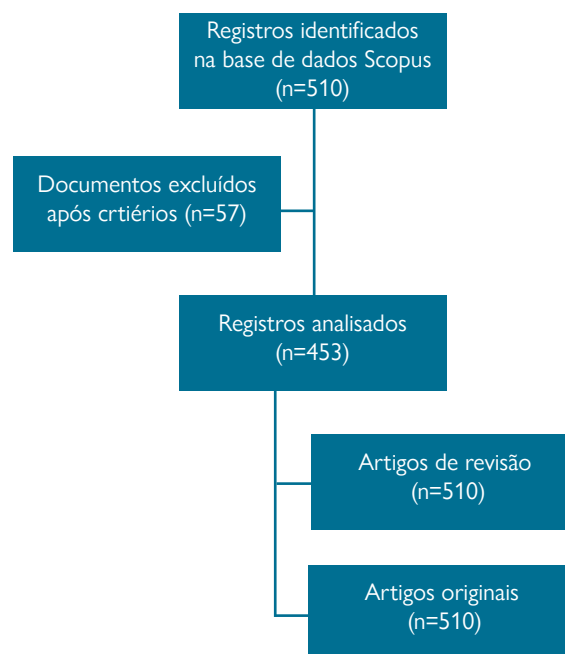 Registros identificados
na base de dados Scopus
(n=510)
Documentos excluídos
após crtiérios (n=57)
Registros analisados
(n=453)
Artigos de revisão
(n=510)
Artigos originais
(n=510)